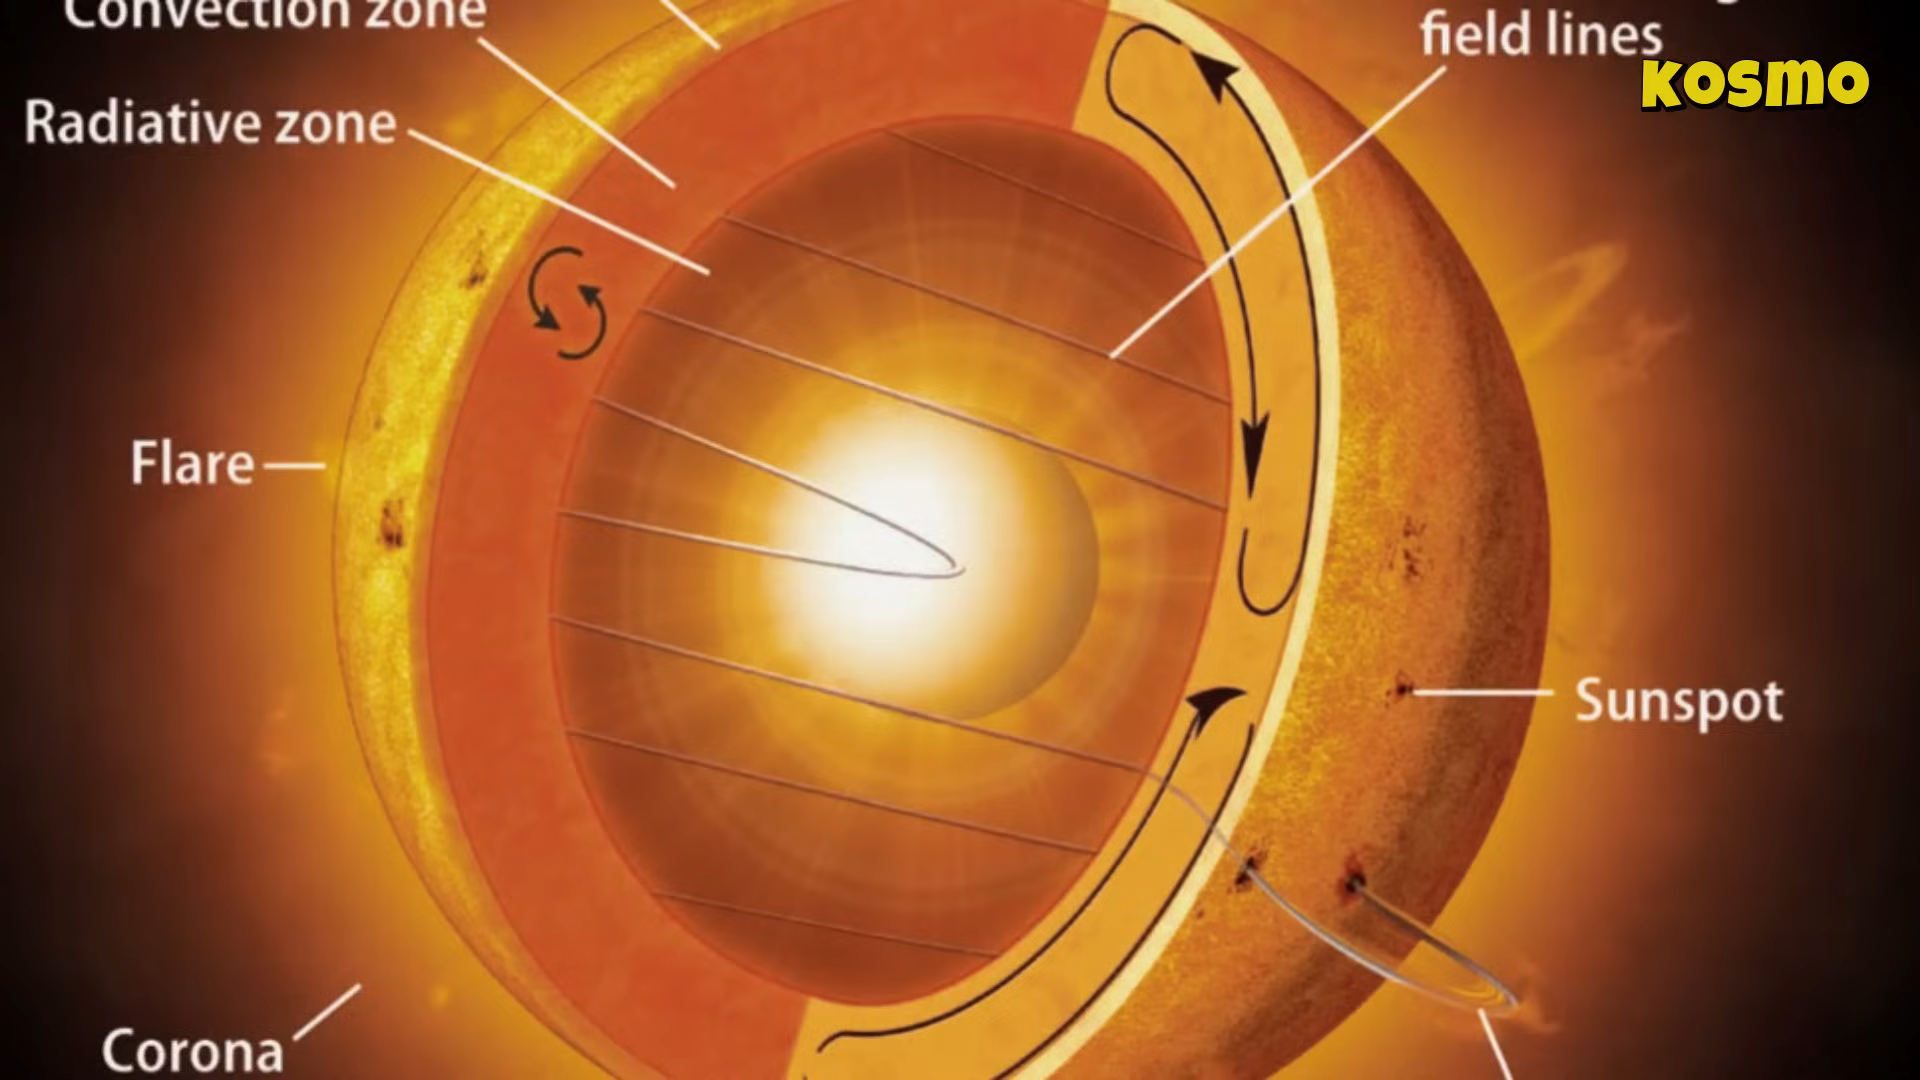 Convection zone
field lines
KOSMO
Radiative zone
Flare
Sunspot
Corona